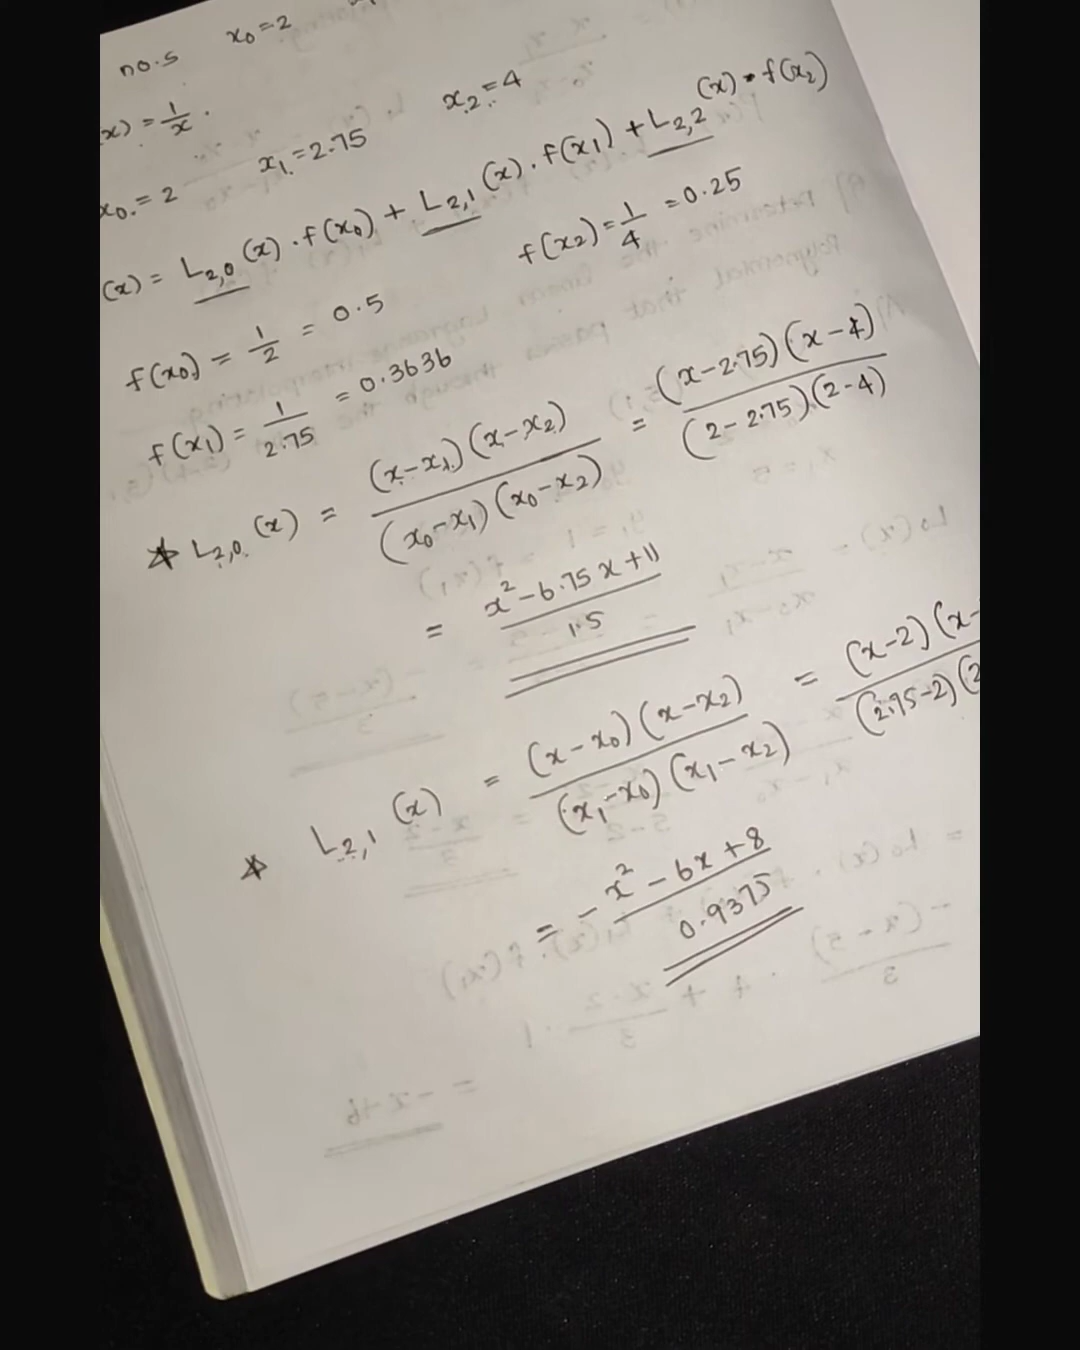 no.s x₀=2
x) = 1/x .
x₀ = 2 x₁ = 2.75 x₂ = 4
(x) = L₂,₀(x) . f(x₀) + L₂,₁(x) . f(x₁) + L₂,₂(x) . f(x₂)
f(x₀) = 1/2 = 0.5 f(x₂) = 1/4 = 0.25
f(x₁) = 1/2.75 = 0.3636
* L₂,₀(x) = (x-x₁)(x-x₂)/(x₀-x₁)(x₀-x₂) = (x-2.75)(x-4)/(2-2.75)(2-4)
= x²-6.75x+11/1.5
* L₂,₁(x) = (x-x₀)(x-x₂)/(x₁-x₀)(x₁-x₂) = (x-2)(x-/(2.75-2)(2
= - x²-6x+8/0.9375